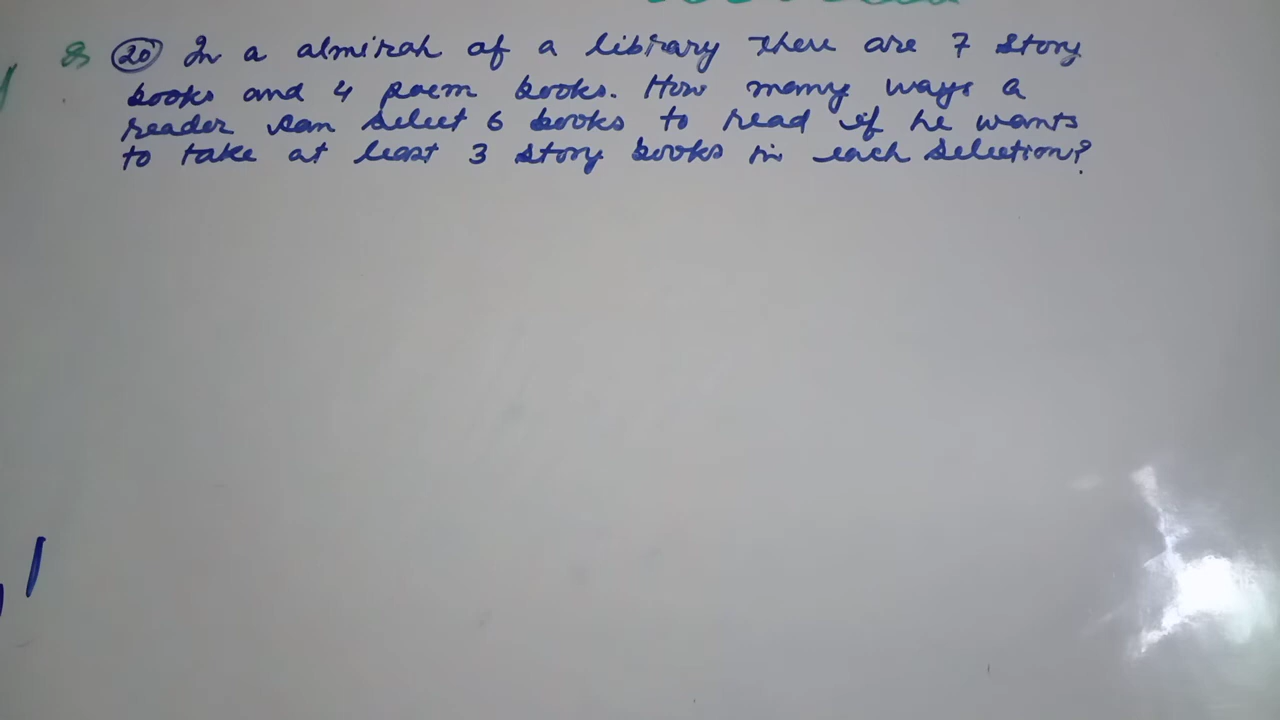 Q (20) In a almirah of a library there are 7 story
books and 4 poem books. How many ways a
reader can select 6 books to read if he wants
to take at least 3 story books in each selection?